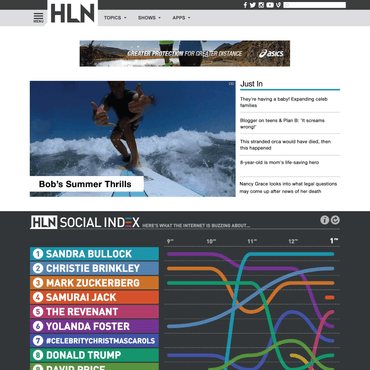 MENU
HLN
TOPICS
SHOWS
APPS
GREATER PROTECTION FOR GREATER DISTANCE
asics
Bob's Summer Thrills
Just In
They're having a baby! Expanding celeb
families
Blogger on teens & Plan B: 'It screams
wrong!'
This stranded orca would have died, then
this happened
8-year-old is mom's life-saving hero
Nancy Grace looks into what legal questions
may come up after news of her death
HLN SOCIAL INDEX HERE'S WHAT THE INTERNET IS BUZZING ABOUT...
1 SANDRA BULLOCK
2 CHRISTIE BRINKLEY
3 MARK ZUCKERBERG
4 SAMURAI JACK
5 THE REVENANT
6 YOLANDA FOSTER
7 #CELEBRITYCHRISTMASCAROLS
8 DONALD TRUMP
DAVID PRICE
9AM 10AM 11AM 12PM 1PM